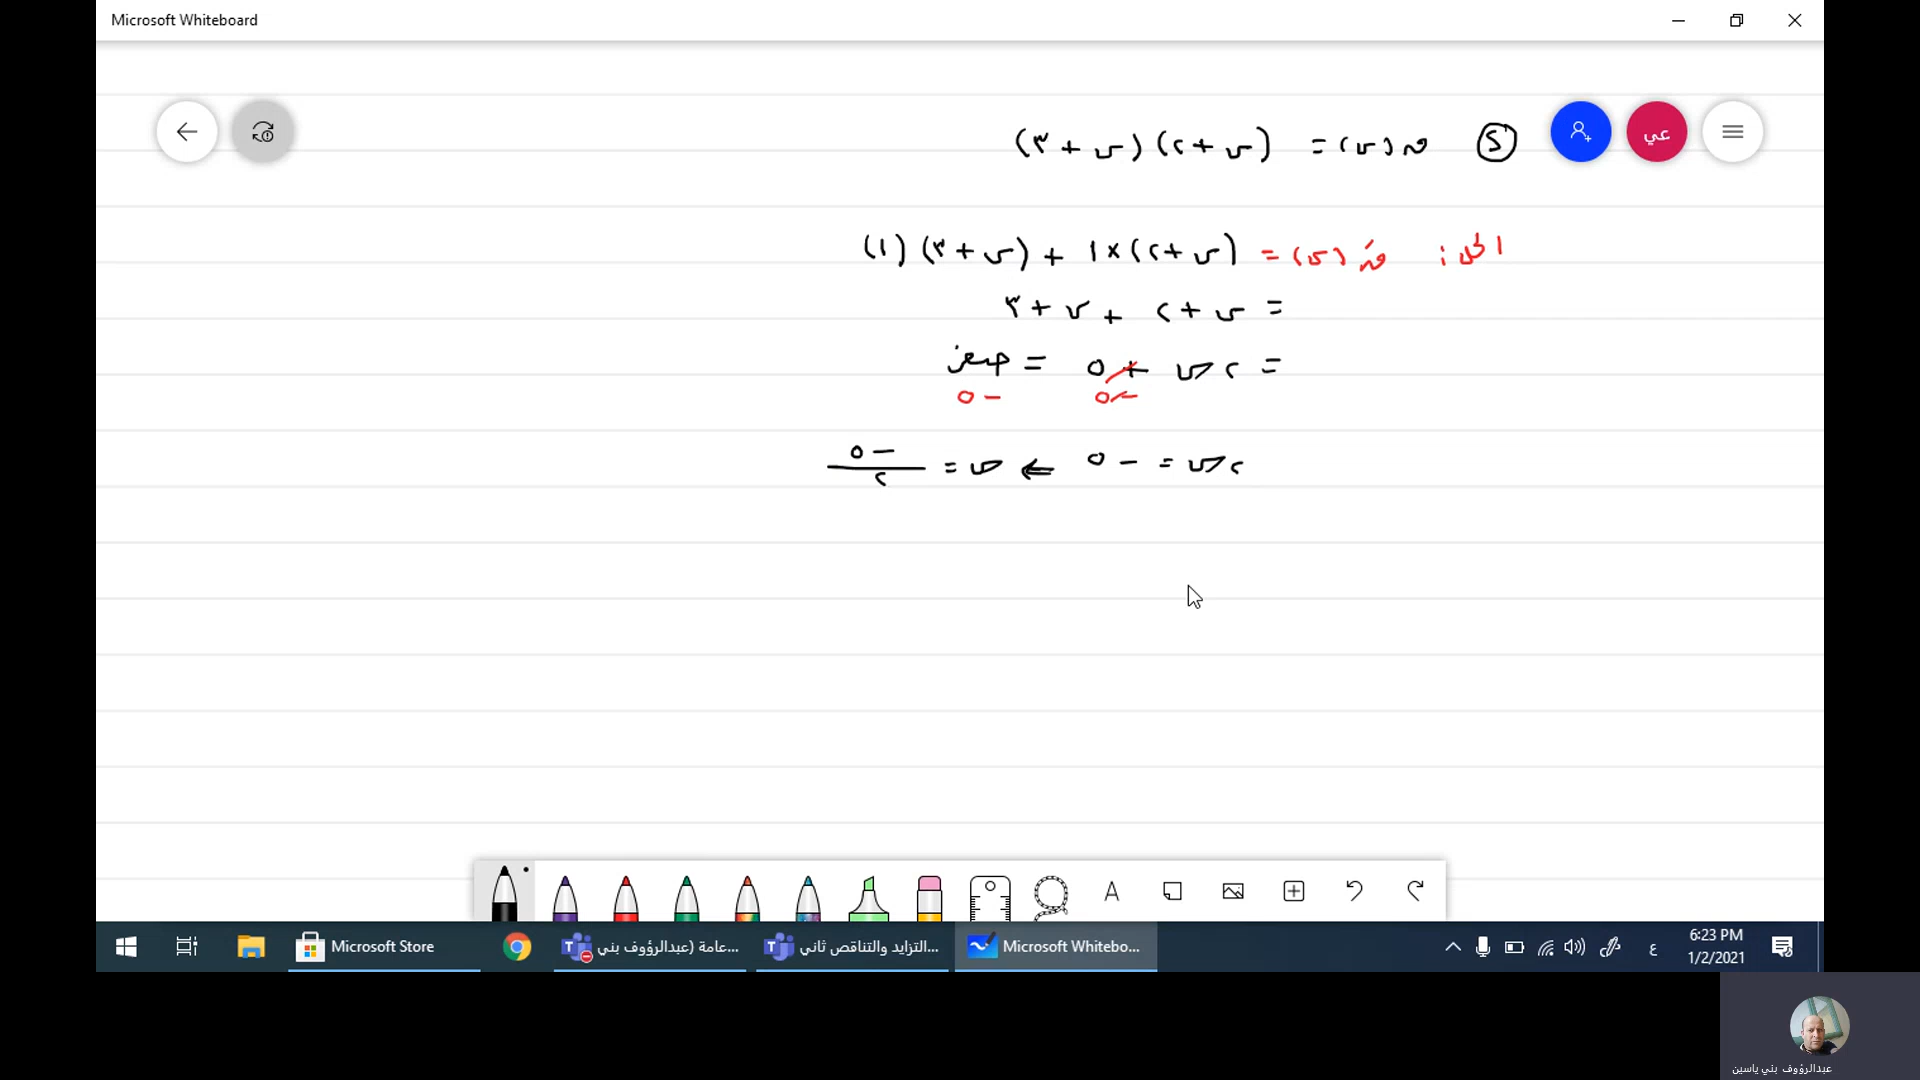 Microsoft Whiteboard
عي
② ق(س) = (س+٢)(س+٣)
الحل: قَ(س) = (س+٢)×١ + (س+٣)(١)
= س+٢ + س+٣
= ٢س + ٥ = صفر
-٥ -٥
٢س = -٥ ⇐ س = -٥/٢
A
Microsoft Store
عامة (عبدالرؤوف بني...
التزايد والتناقص ثاني...
Microsoft Whitebo...
ع
6:23 PM
1/2/2021
عبدالرؤوف بني ياسين